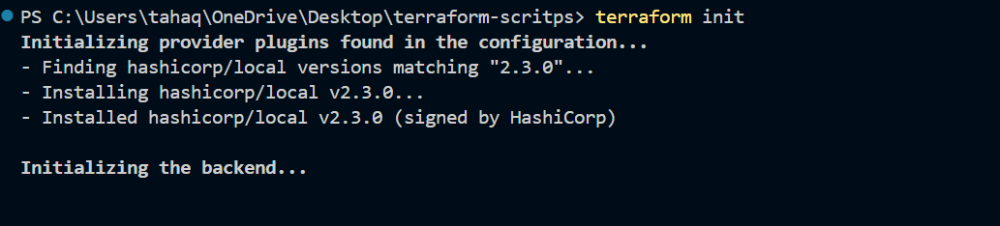 PS C:\Users\tahaq\OneDrive\Desktop\terraform-scritps> terraform init
Initializing provider plugins found in the configuration...
- Finding hashicorp/local versions matching "2.3.0"...
- Installing hashicorp/local v2.3.0...
- Installed hashicorp/local v2.3.0 (signed by HashiCorp)
Initializing the backend...